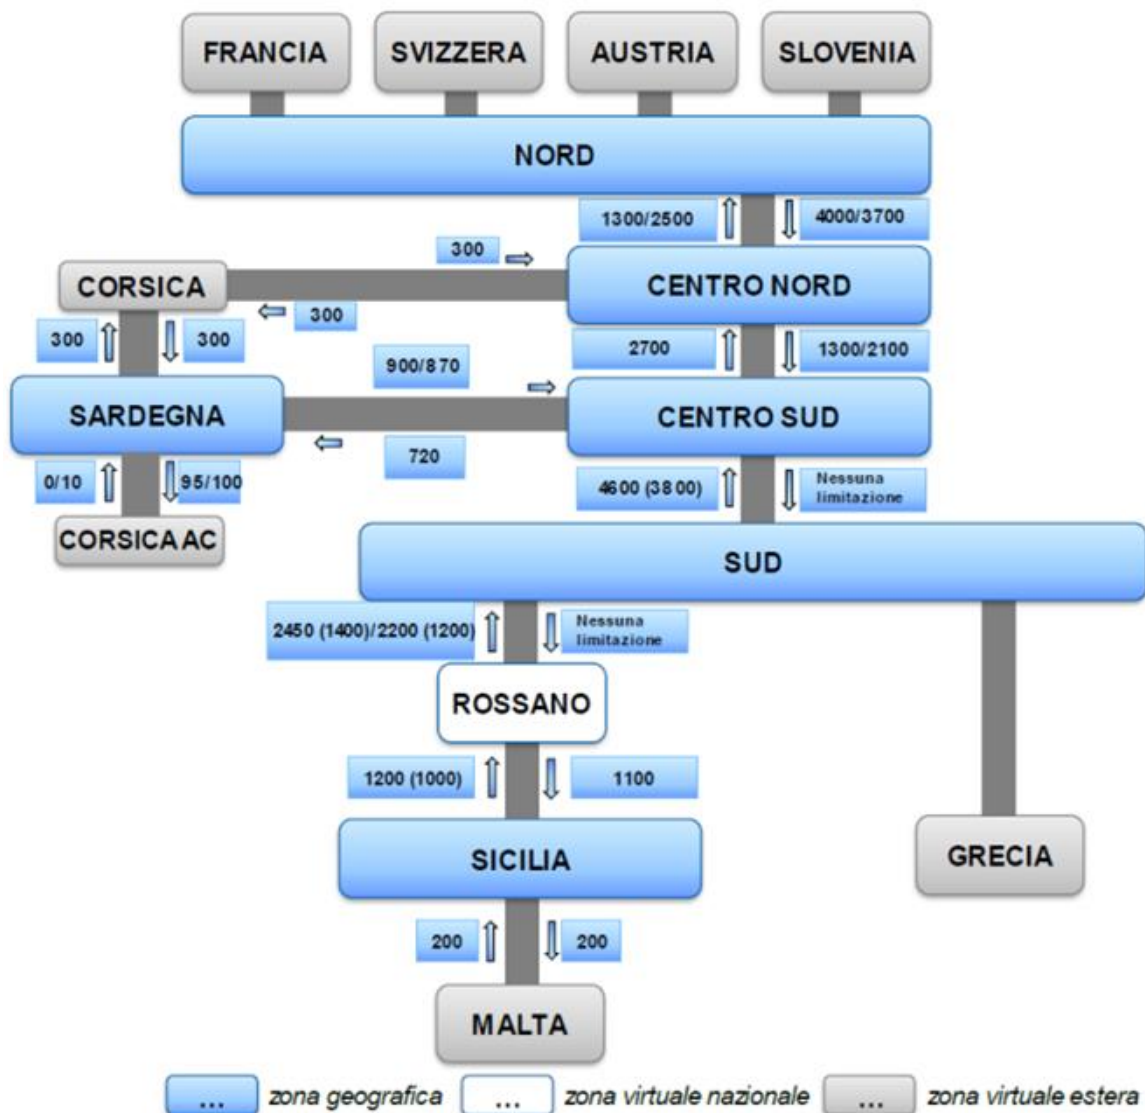 FRANCIA
SVIZZERA
AUSTRIA
SLOVENIA
NORD
1300/2500
4000/3700
300
CORSICA
CENTRO NORD
300
300
300
2700
1300/2100
900/870
SARDEGNA
CENTRO SUD
720
0/10
95/100
4600 (3800)
Nessuna
limitazione
CORSICA AC
SUD
2450 (1400)/2200 (1200)
Nessuna
limitazione
ROSSANO
1200 (1000)
1100
SICILIA
GRECIA
200
200
MALTA
... zona geografica
... zona virtuale nazionale
... zona virtuale estera